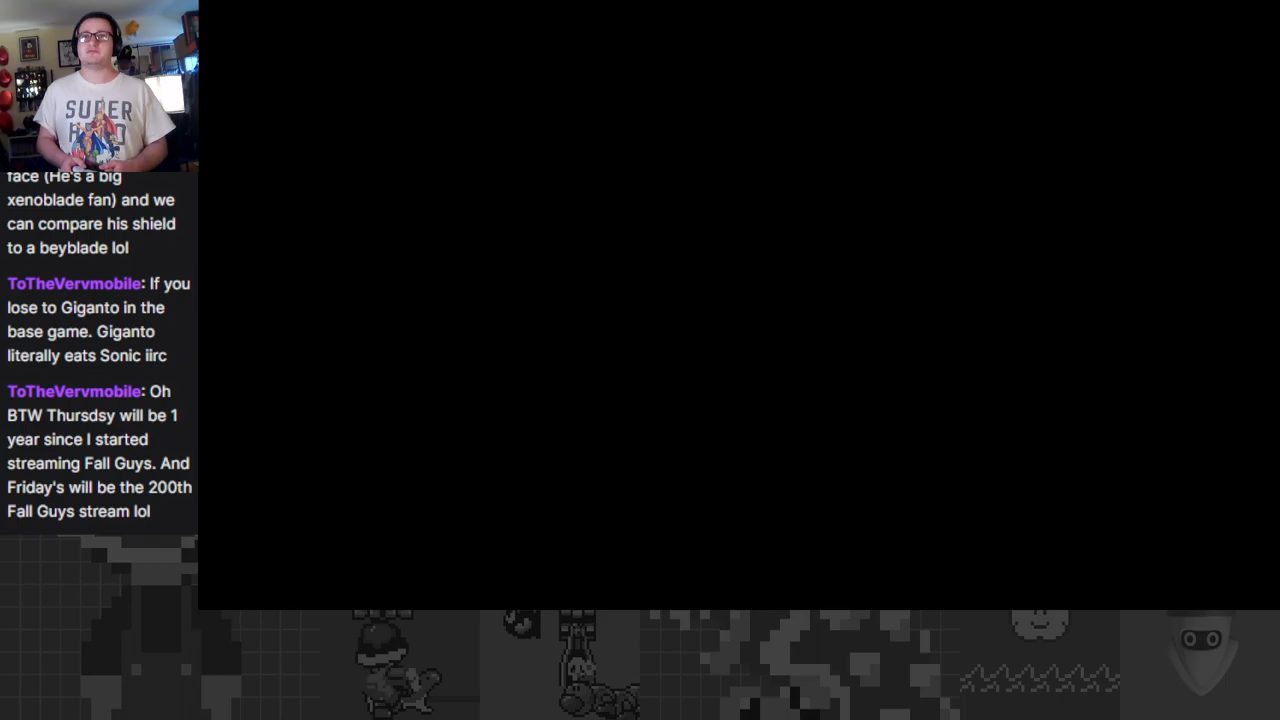 SUPER
face (He's a big
xenoblade fan) and we
can compare his shield
to a beyblade lol
ToTheVervmobile: If you
lose to Giganto in the
base game. Giganto
literally eats Sonic iirc
ToTheVervmobile: Oh
BTW Thursdsy will be 1
year since I started
streaming Fall Guys. And
Friday's will be the 200th
Fall Guys stream lol